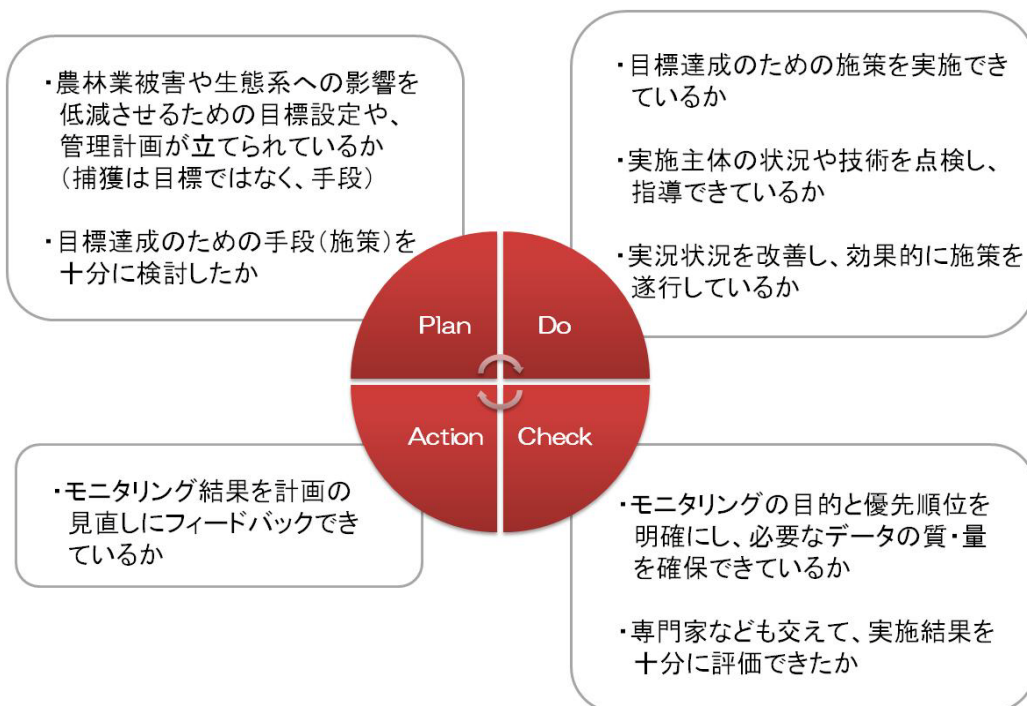 ・農林業被害や生態系への影響を
低減させるための目標設定や、
管理計画が立てられているか
（捕獲は目標ではなく、手段）
・目標達成のための手段（施策）を
十分に検討したか
・目標達成のための施策を実施でき
ているか
・実施主体の状況や技術を点検し、
指導できているか
・実況状況を改善し、効果的に施策を
遂行しているか
Plan
Do
Action
Check
・モニタリング結果を計画の
見直しにフィードバックでき
ているか
・モニタリングの目的と優先順位を
明確にし、必要なデータの質・量
を確保できているか
・専門家なども交えて、実施結果を
十分に評価できたか